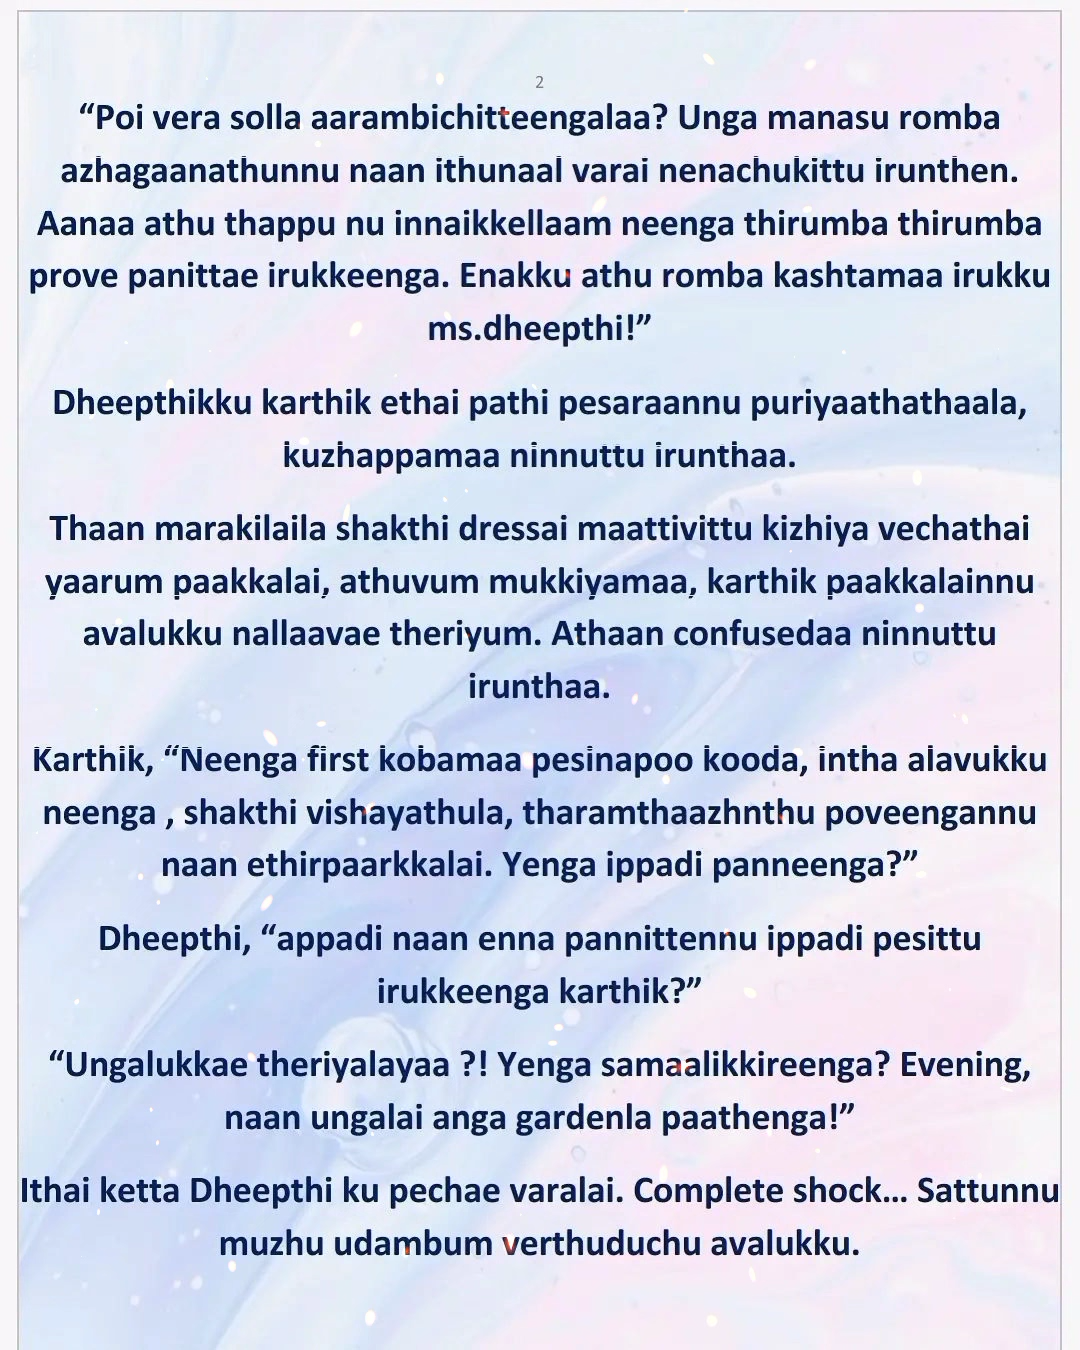 2
“Poi vera solla aarambichitteengalaa? Unga manasu romba
azhagaanathunnu naan ithunaal varai nenachukittu irunthen.
Aanaa athu thappu nu innaikkellaam neenga thirumba thirumba
prove panittae irukkeenga. Enakku athu romba kashtamaa irukku
ms.dheepthi!”
Dheepthikku karthik ethai pathi pesaraannu puriyaathathaala,
kuzhappamaa ninnuttu irunthaa.
Thaan marakilaila shakthi dressai maattivittu kizhiya vechathai
yaarum paakkalai, athuvum mukkiyamaa, karthik paakkalainnu
avalukku nallaavae theriyum. Athaan confusedaa ninnuttu
irunthaa.
Karthik, “Neenga first kobamaa pesinapoo kooda, intha alavukku
neenga , shakthi vishayathula, tharamthaazhnthu poveengannu
naan ethirpaarkkalai. Yenga ippadi panneenga?”
Dheepthi, “appadi naan enna pannittennu ippadi pesittu
irukkeenga karthik?”
“Ungalukkae theriyalayaa ?! Yenga samaalikkireenga? Evening,
naan ungalai anga gardenla paathenga!”
Ithai ketta Dheepthi ku pechae varalai. Complete shock... Sattunnu
muzhu udambum verthuduchu avalukku.